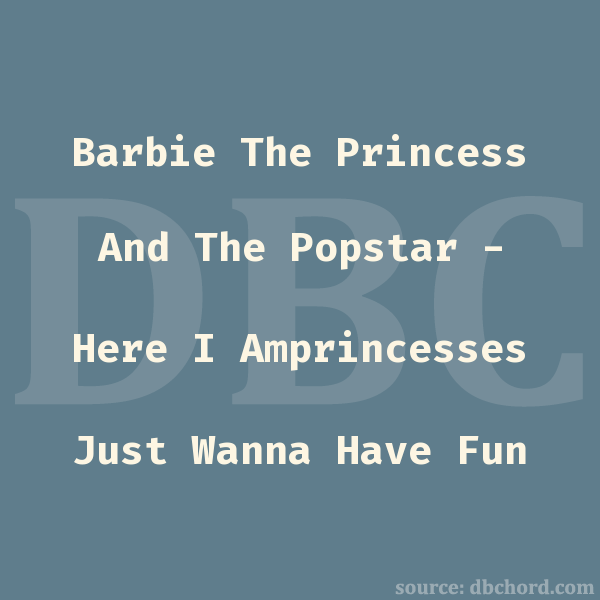 Barbie The Princess
And The Popstar -
Here I Amprincesses
Just Wanna Have Fun
DBC
source: dbchord.com